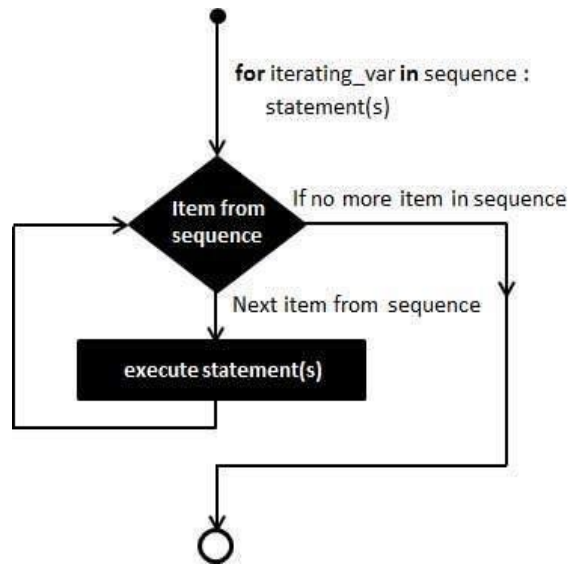 for iterating_var in sequence :
statement(s)
If no more item in sequence
Item from
sequence
Next item from sequence
execute statement(s)